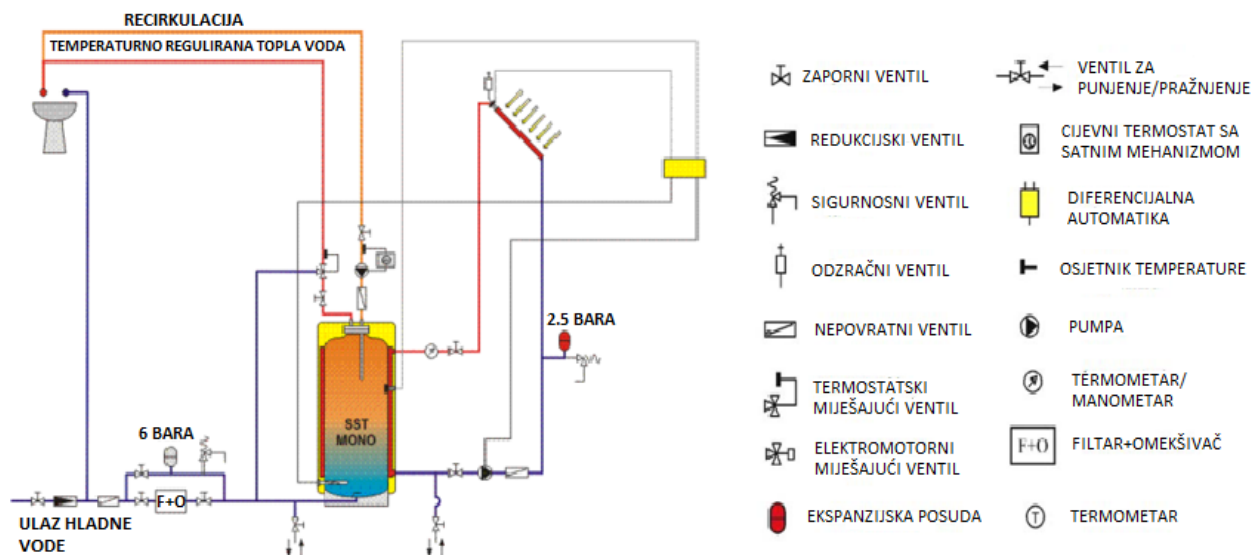 RECIRKULACIJA
TEMPERATURNO REGULIRANA TOPLA VODA
2.5 BARA
SST
MONO
6 BARA
F+O
ULAZ HLADNE
VODE
ZAPORNI VENTIL
REDUKCIJSKI VENTIL
SIGURNOSNI VENTIL
ODZRAČNI VENTIL
NEPOVRATNI VENTIL
TERMOSTATSKI
MIJEŠAJUĆI VENTIL
ELEKTROMOTORNI
MIJEŠAJUĆI VENTIL
EKSPANZIJSKA POSUDA
VENTIL ZA
PUNJENJE/PRAŽNJENJE
CIJEVNI TERMOSTAT SA
SATNIM MEHANIZMOM
DIFERENCIJALNA
AUTOMATIKA
OSJETNIK TEMPERATURE
PUMPA
TERMOMETAR/
MANOMETAR
F+O
FILTAR+OMEKŠIVAČ
T
TERMOMETAR